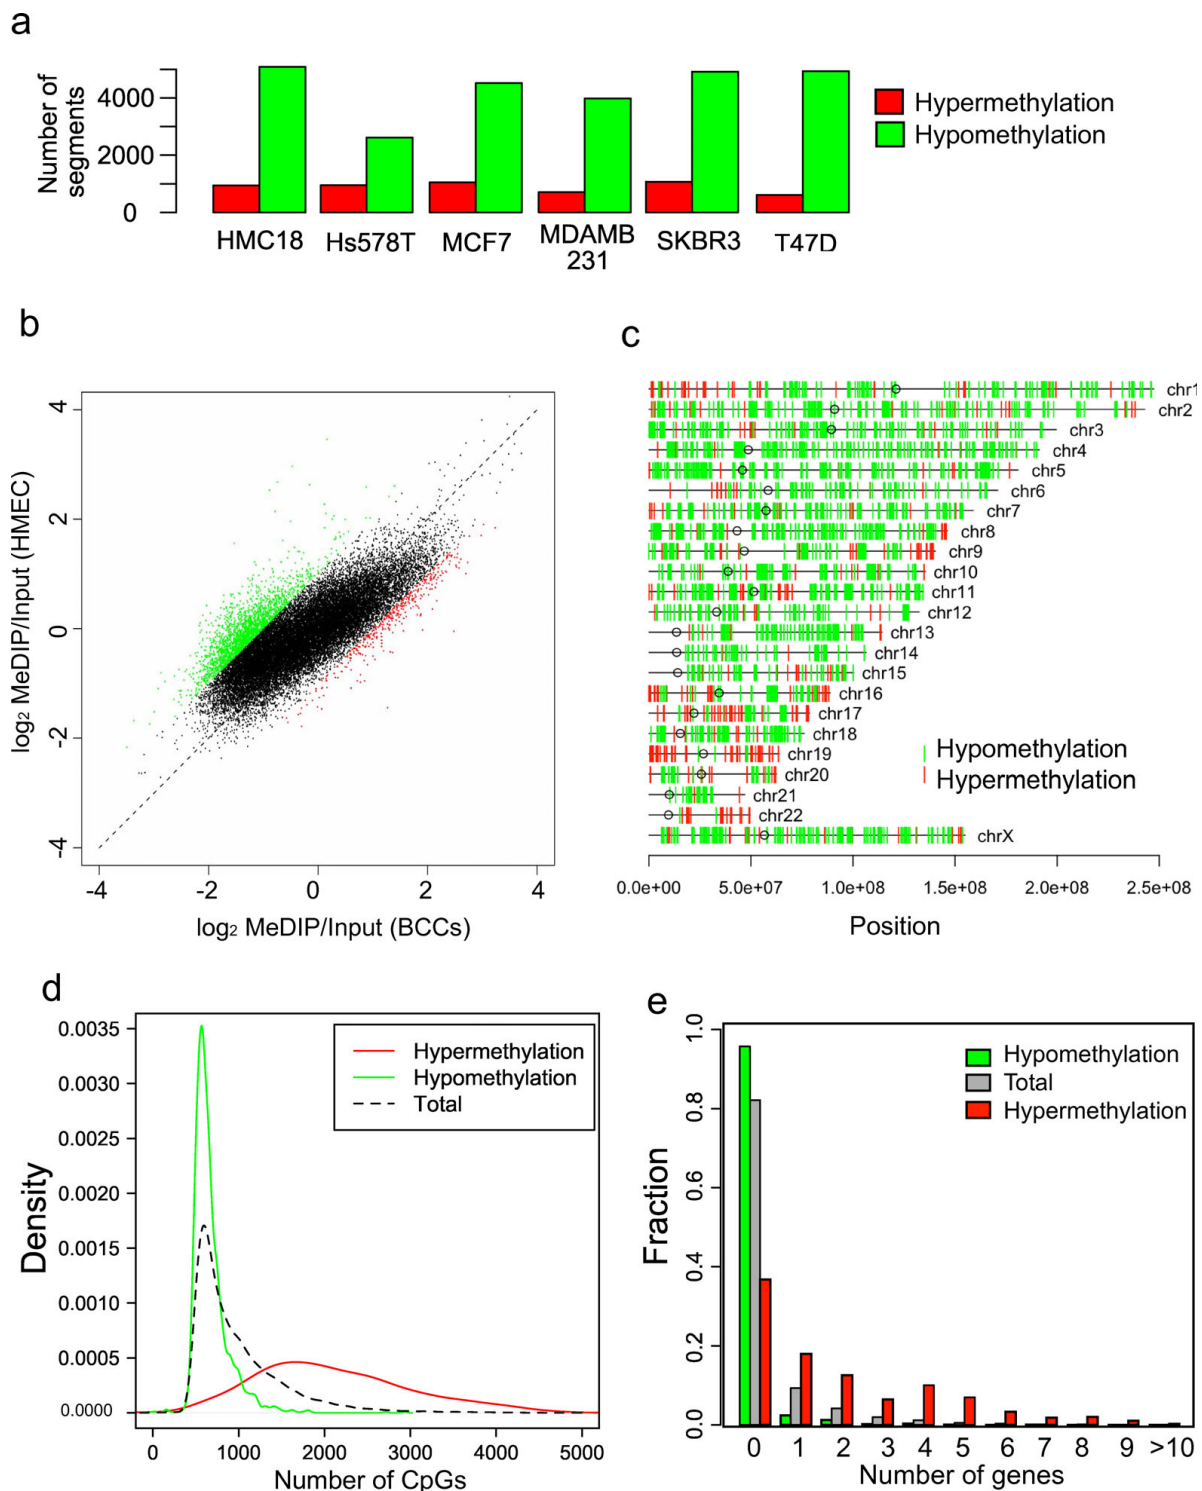 a
Number of
segments
4000
2000
0
HMC18
Hs578T
MCF7
MDAMB
231
SKBR3
T47D
Hypermethylation
Hypomethylation
b
log2 MeDIP/Input (HMEC)
4
2
0
-2
-4
-4 -2 0 2 4
log2 MeDIP/Input (BCCs)
c
chr1
chr2
chr3
chr4
chr5
chr6
chr7
chr8
chr9
chr10
chr11
chr12
chr13
chr14
chr15
chr16
chr17
chr18
chr19
chr20
chr21
chr22
chrX
Hypomethylation
Hypermethylation
0.0e+00 5.0e+07 1.0e+08 1.5e+08 2.0e+08 2.5e+08
Position
d
Density
0.0035
0.0030
0.0025
0.0020
0.0015
0.0010
0.0005
0.0000
Hypermethylation
Hypomethylation
Total
0 1000 2000 3000 4000 5000
Number of CpGs
e
Fraction
1.0
0.8
0.6
0.4
0.2
0.0
Hypomethylation
Total
Hypermethylation
0 1 2 3 4 5 6 7 8 9 >10
Number of genes